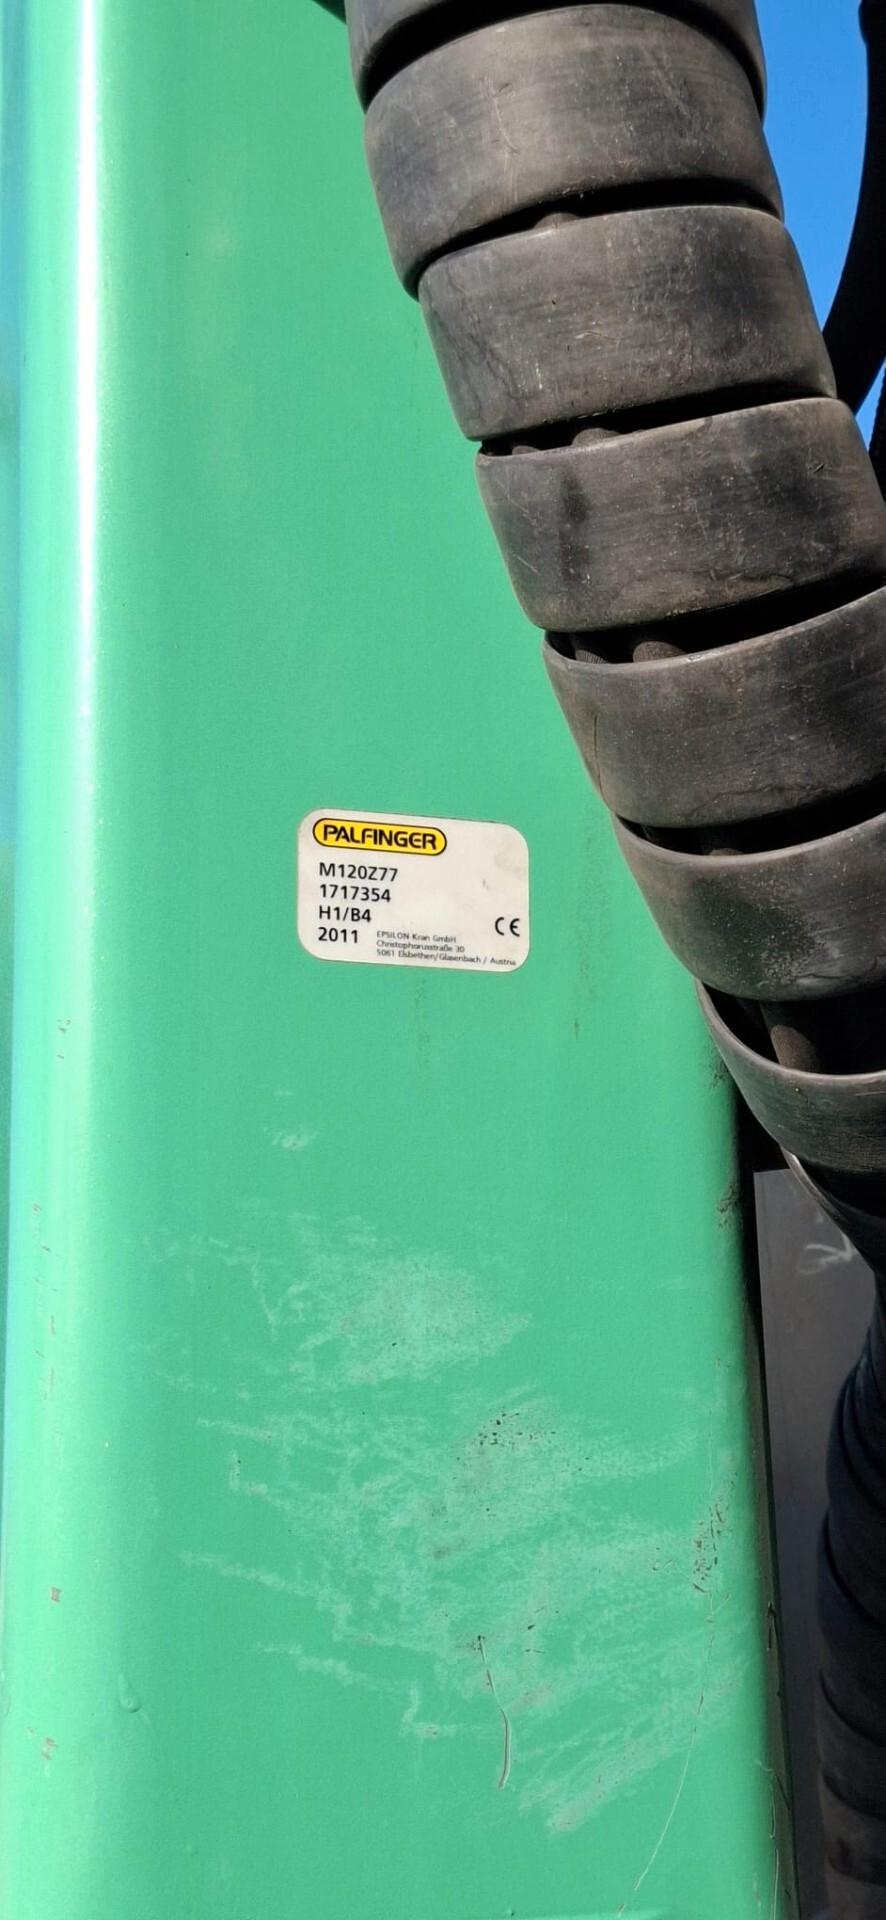 PALFINGER
M120Z77
1717354
H1/B4
2011
EPSILON Kran GmbH
Christophorusstraße 30
5061 Elsbethen/Glasenbach / Austria
CE